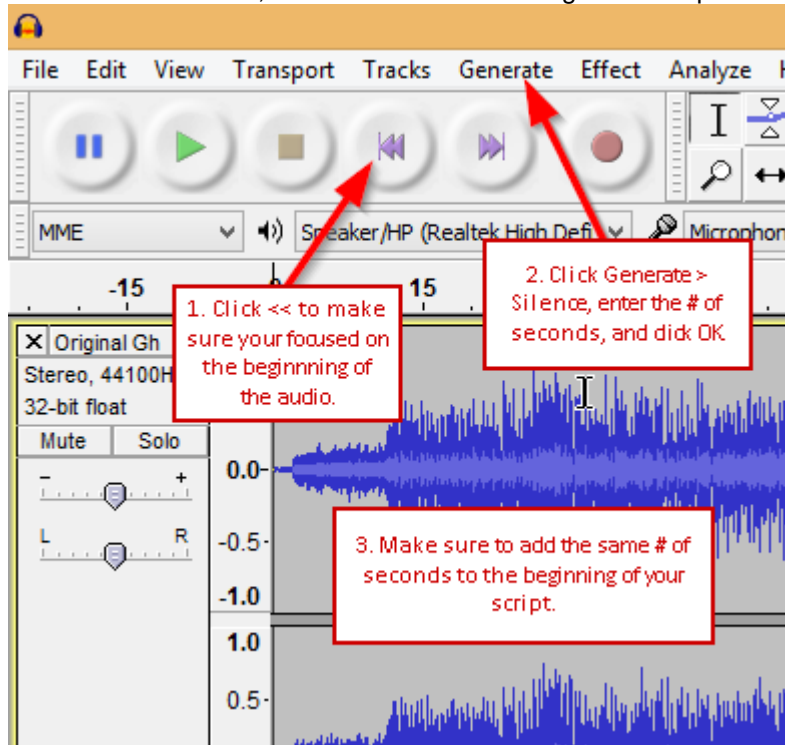 File Edit View Transport Tracks Generate Effect Analyze
MME Speaker/HP (Realtek High Defi
-15 15
1. Click << to make
sure your focused on
the beginnning of
the audio.
2. Click Generate >
Silence, enter the # of
seconds, and click OK.
X Original Gh
Stereo, 44100H
32-bit float
Mute Solo
- +
L R
0.0-
-0.5-
-1.0
3. Make sure to add the same # of
seconds to the beginning of your
script.
1.0
0.5-